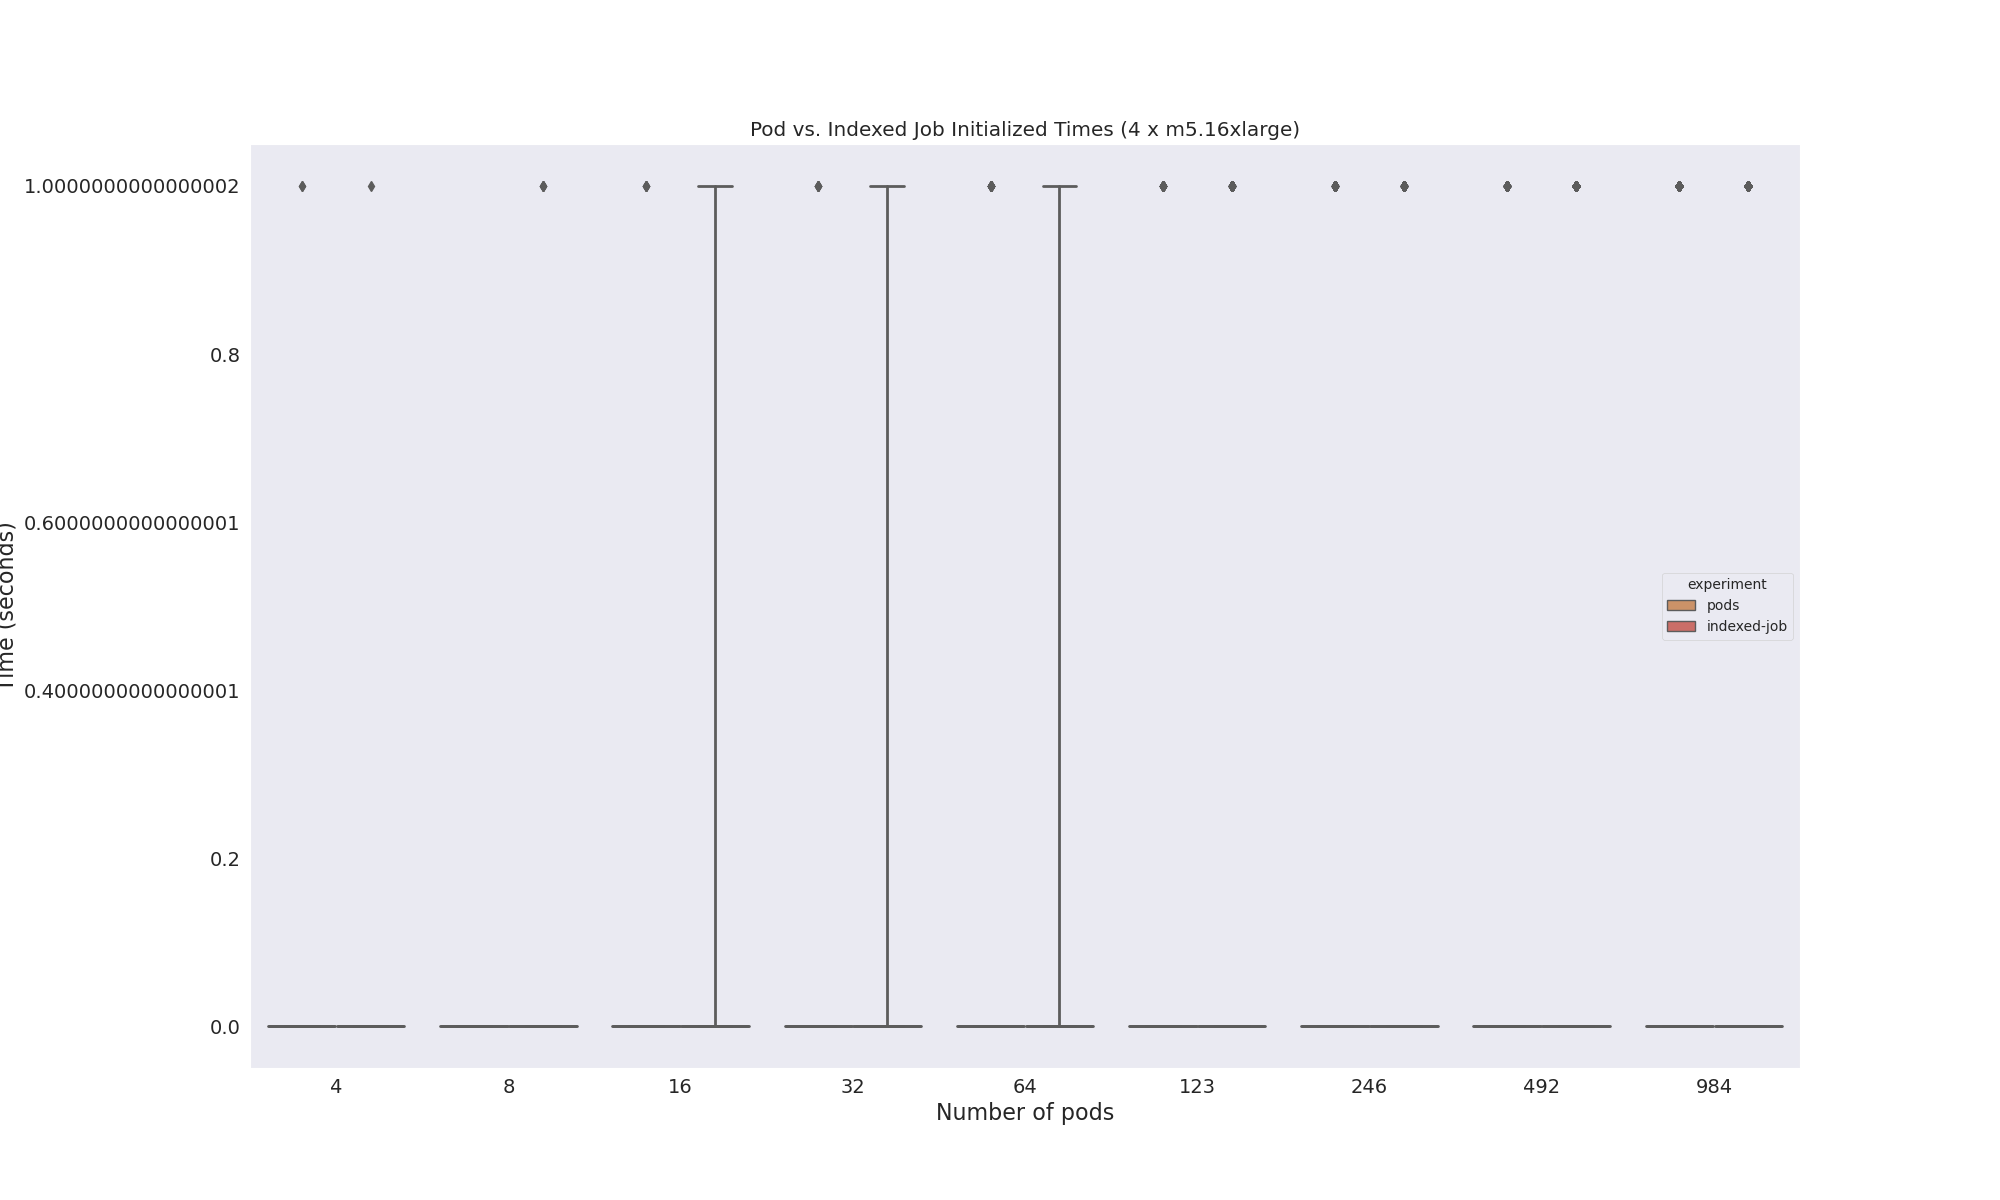 Pod vs. Indexed Job Initialized Times (4 x m5.16xlarge)
1.0000000000000002
0.8
0.6000000000000001
0.4000000000000001
0.2
0.0
Time (seconds)
experiment
pods
indexed-job
4 8 16 32 64 123 246 492 984
Number of pods